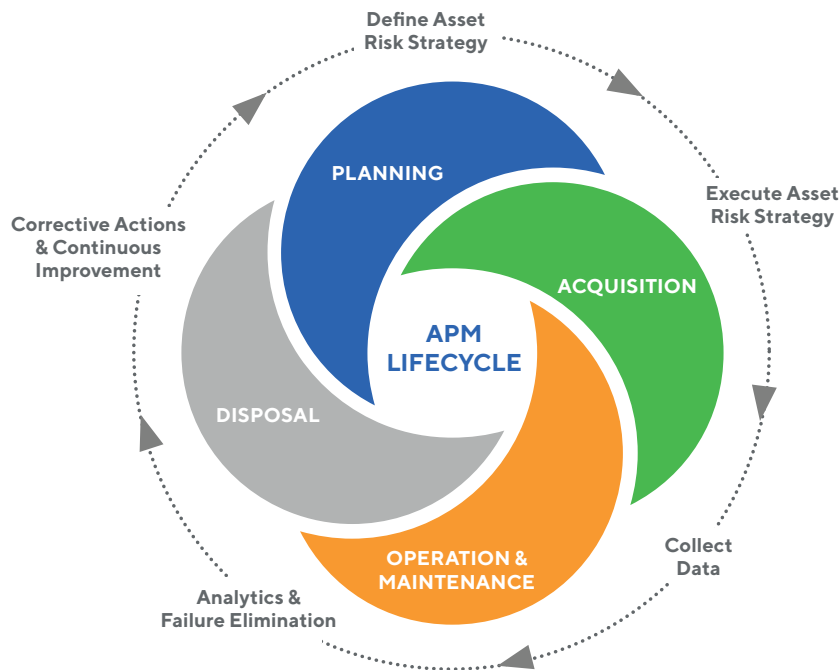 Define Asset
Risk Strategy
PLANNING
Execute Asset
Risk Strategy
Corrective Actions
& Continuous
Improvement
ACQUISITION
APM
LIFECYCLE
DISPOSAL
OPERATION &
MAINTENANCE
Collect
Data
Analytics &
Failure Elimination